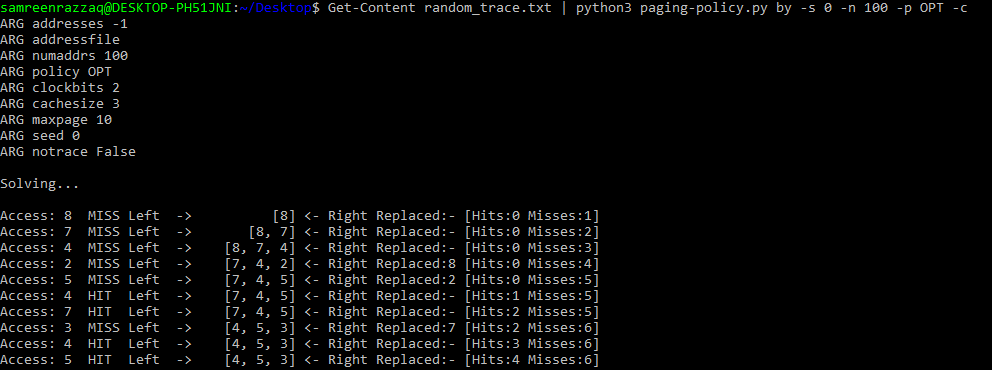 samreenrazzaq@DESKTOP-PH51JNI:~/Desktop$ Get-Content random_trace.txt | python3 paging-policy.py by -s 0 -n 100 -p OPT -c
ARG addresses -1
ARG addressfile
ARG numaddrs 100
ARG policy OPT
ARG clockbits 2
ARG cachesize 3
ARG maxpage 10
ARG seed 0
ARG notrace False

Solving...

Access: 8  MISS Left  ->          [8] <- Right Replaced:- [Hits:0 Misses:1]
Access: 7  MISS Left  ->       [8, 7] <- Right Replaced:- [Hits:0 Misses:2]
Access: 4  MISS Left  ->    [8, 7, 4] <- Right Replaced:- [Hits:0 Misses:3]
Access: 2  MISS Left  ->    [7, 4, 2] <- Right Replaced:8 [Hits:0 Misses:4]
Access: 5  MISS Left  ->    [7, 4, 5] <- Right Replaced:2 [Hits:0 Misses:5]
Access: 4  HIT  Left  ->    [7, 4, 5] <- Right Replaced:- [Hits:1 Misses:5]
Access: 7  HIT  Left  ->    [7, 4, 5] <- Right Replaced:- [Hits:2 Misses:5]
Access: 3  MISS Left  ->    [4, 5, 3] <- Right Replaced:7 [Hits:2 Misses:6]
Access: 4  HIT  Left  ->    [4, 5, 3] <- Right Replaced:- [Hits:3 Misses:6]
Access: 5  HIT  Left  ->    [4, 5, 3] <- Right Replaced:- [Hits:4 Misses:6]